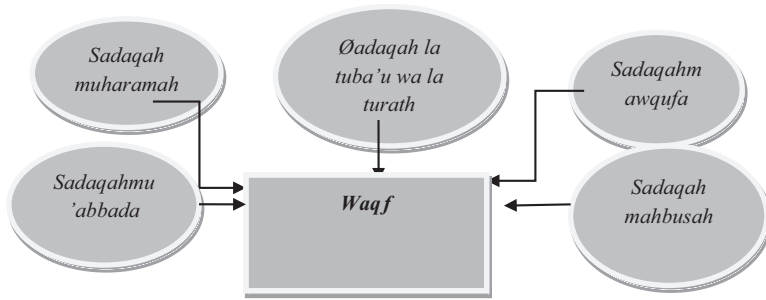 Sadaqah
muharamah
Øadaqah la
tuba’u wa la
turath
Sadaqahm
awqufa
Sadaqahmu
’abbada
Waqf
Sadaqah
mahbusah